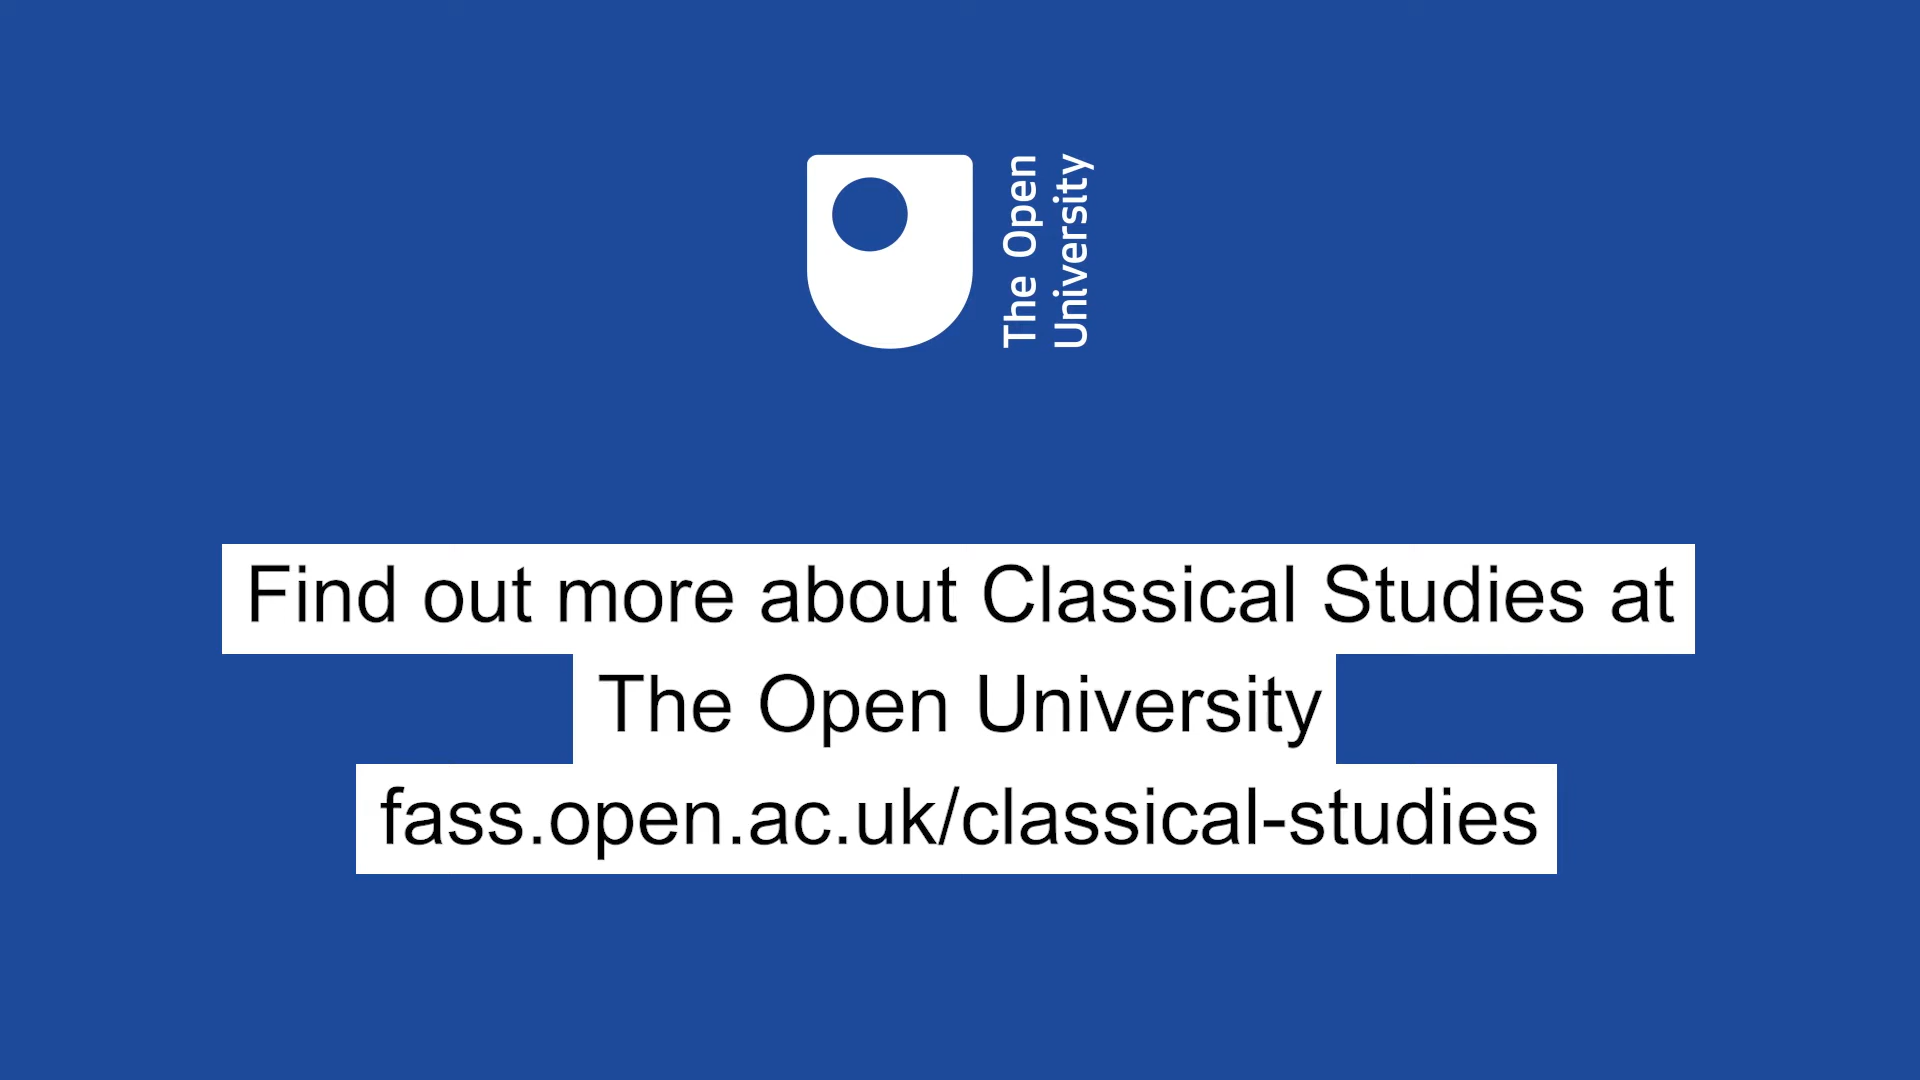 The Open
University
Find out more about Classical Studies at
The Open University
fass.open.ac.uk/classical-studies